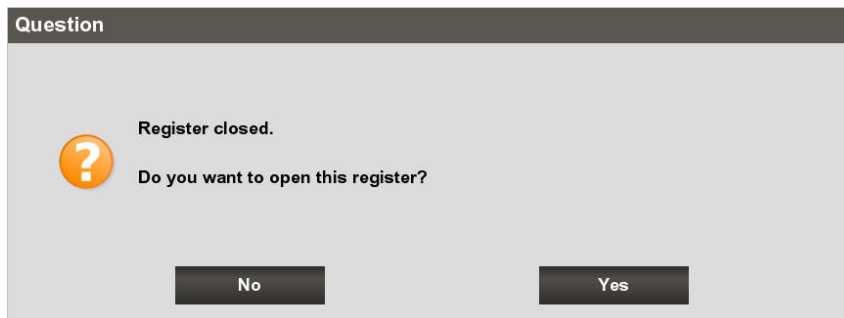 Question
Register closed.
Do you want to open this register?
No Yes